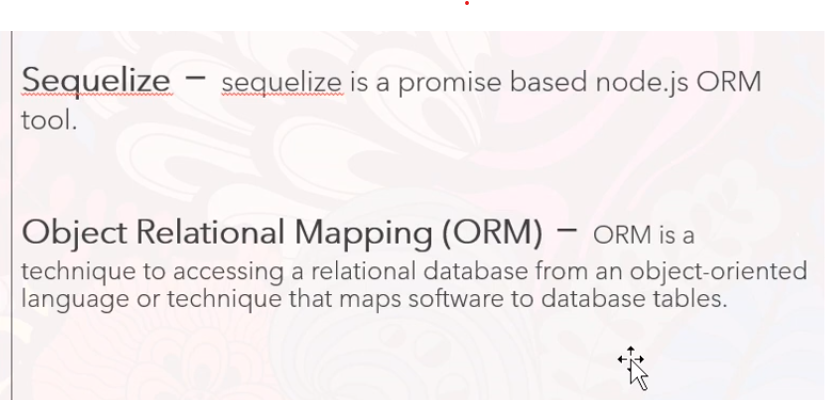 Sequelize – sequelize is a promise based node.js ORM
tool.
Object Relational Mapping (ORM) – ORM is a
technique to accessing a relational database from an object-oriented
language or technique that maps software to database tables.